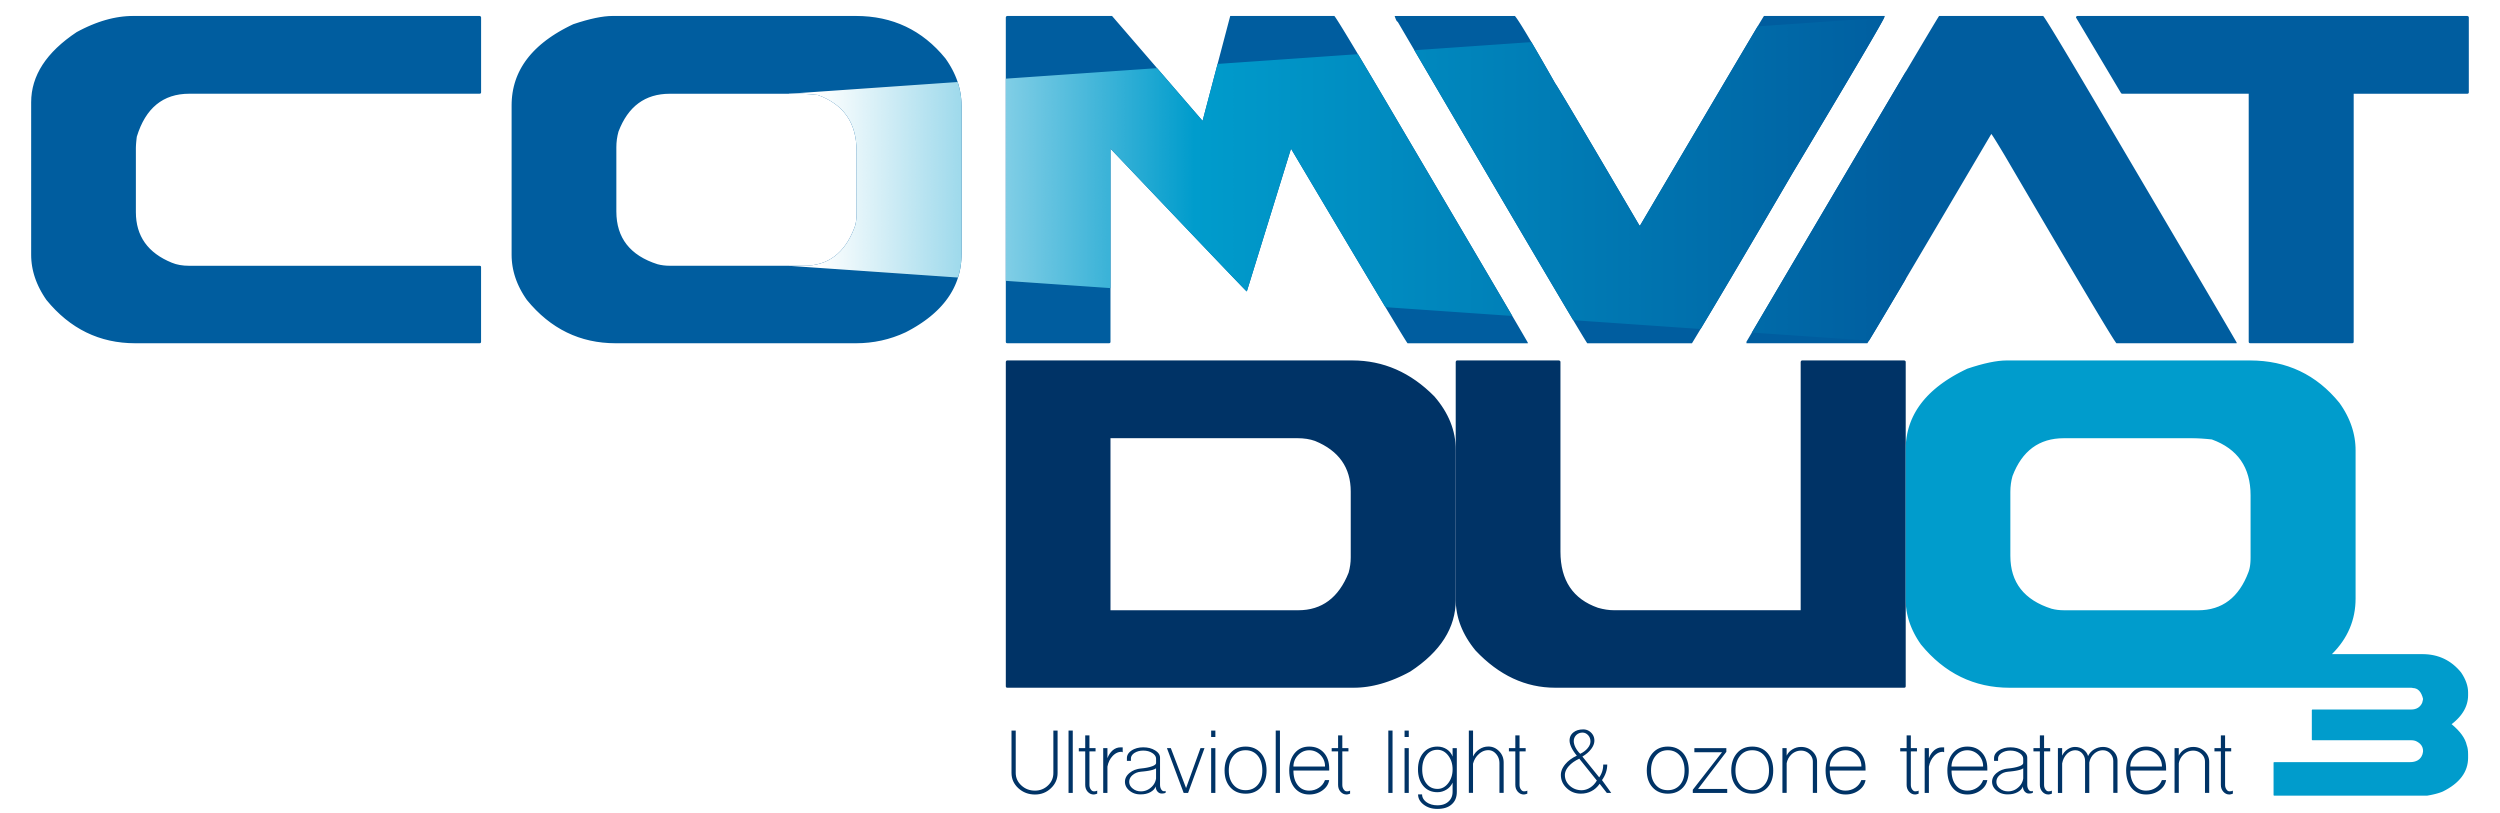 COMVAT
DUO3
Ultraviolet light & ozone treatment